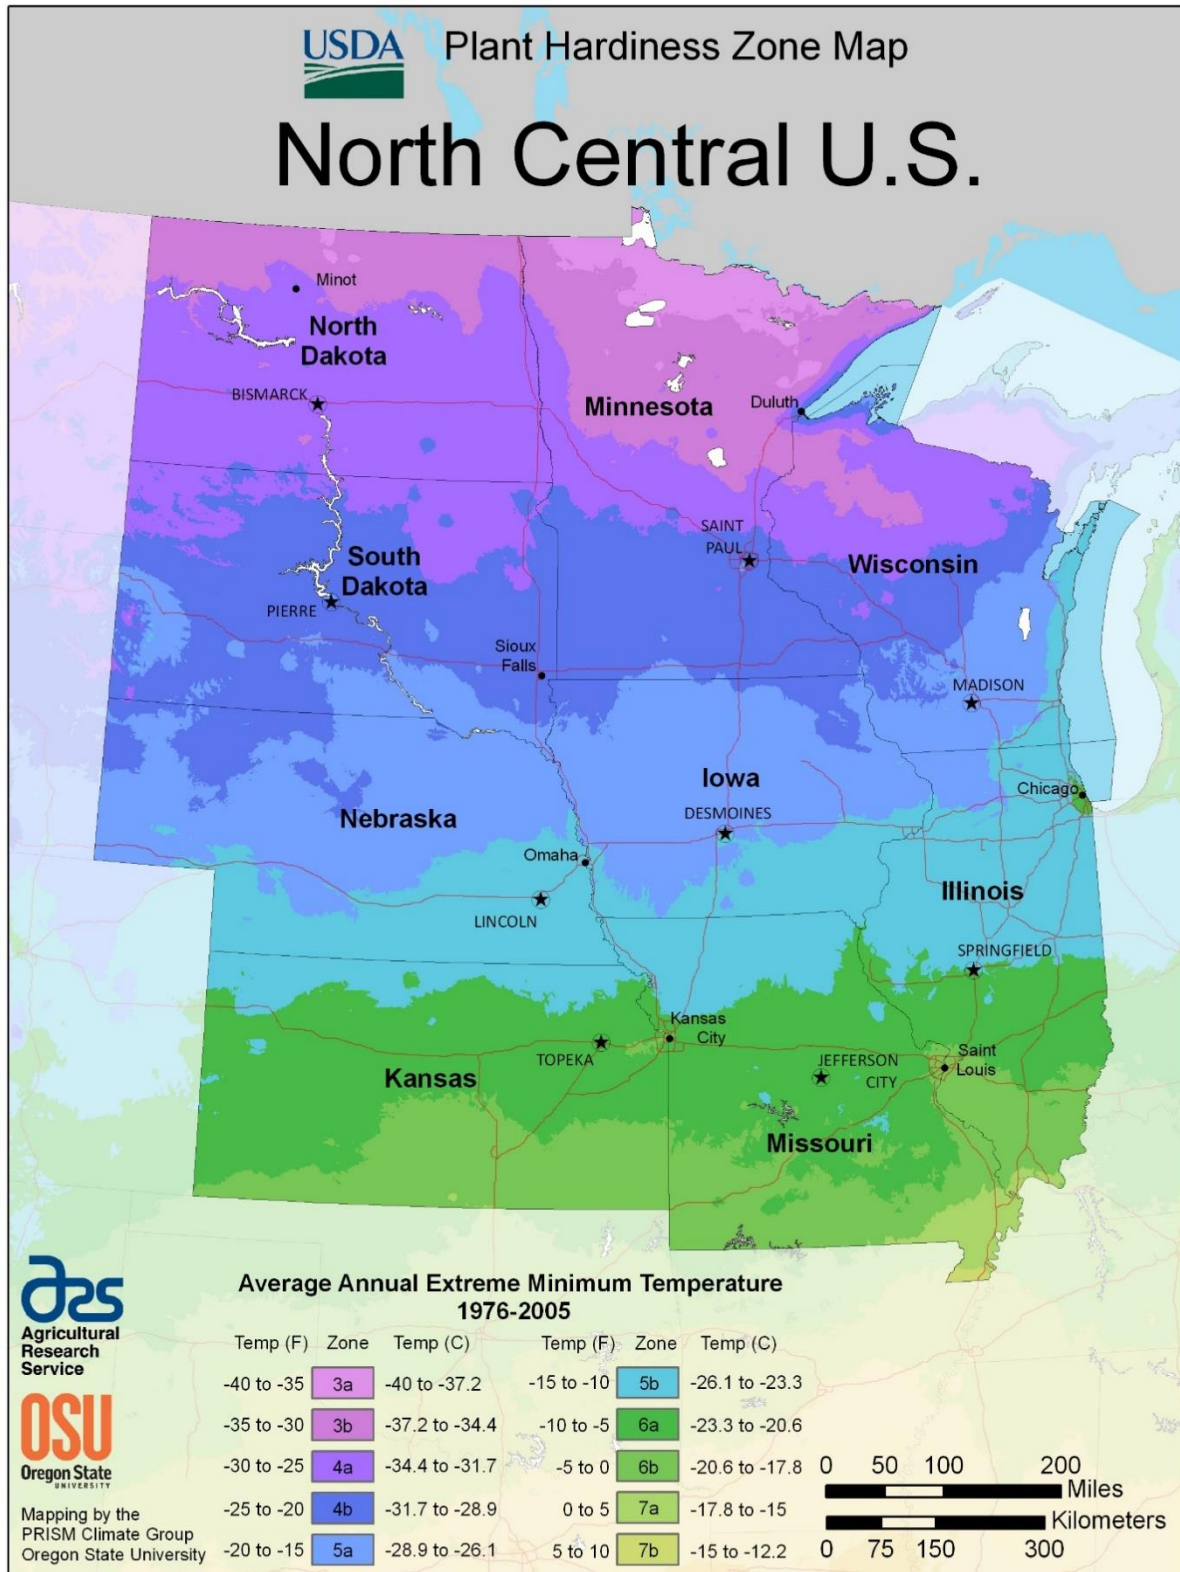 USDA Plant Hardiness Zone Map
North Central U.S.
Minot
North
Dakota
BISMARCK
Minnesota
Duluth
SAINT
PAUL
South
Dakota
Wisconsin
PIERRE
Sioux
Falls
MADISON
Iowa
Chicago
Nebraska
DESMOINES
Omaha
Illinois
LINCOLN
SPRINGFIELD
Kansas
City
TOPEKA
JEFFERSON
CITY
Saint
Louis
Kansas
Missouri
Average Annual Extreme Minimum Temperature
1976-2005
Temp (F) Zone Temp (C) Temp (F) Zone Temp (C)
-40 to -35 3a -40 to -37.2 -15 to -10 5b -26.1 to -23.3
-35 to -30 3b -37.2 to -34.4 -10 to -5 6a -23.3 to -20.6
-30 to -25 4a -34.4 to -31.7 -5 to 0 6b -20.6 to -17.8
-25 to -20 4b -31.7 to -28.9 0 to 5 7a -17.8 to -15
-20 to -15 5a -28.9 to -26.1 5 to 10 7b -15 to -12.2
ars
Agricultural
Research
Service
OSU
Oregon State
UNIVERSITY
Mapping by the
PRISM Climate Group
Oregon State University
0 50 100 200
Miles
Kilometers
0 75 150 300